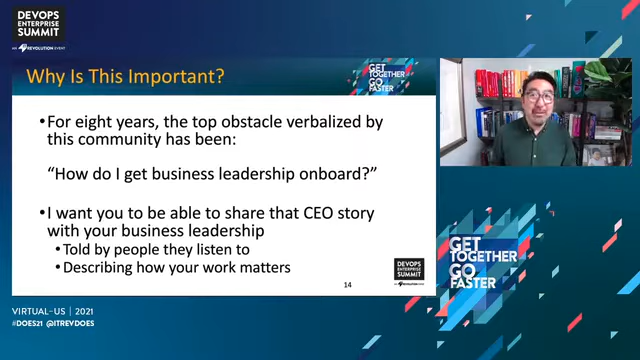 DEVOPS
ENTERPRISE
SUMMIT
AN IT REVOLUTION EVENT
Why Is This Important?
GET
TOGETHER
GO
FASTER
•For eight years, the top obstacle verbalized by
this community has been:
“How do I get business leadership onboard?”
•I want you to be able to share that CEO story
with your business leadership
•Told by people they listen to
•Describing how your work matters
14
DEVOPS
ENTERPRISE
SUMMIT
GET
TOGETHER
GO
FASTER
VIRTUAL–US | 2021
#DOES21 @ITREVDOES